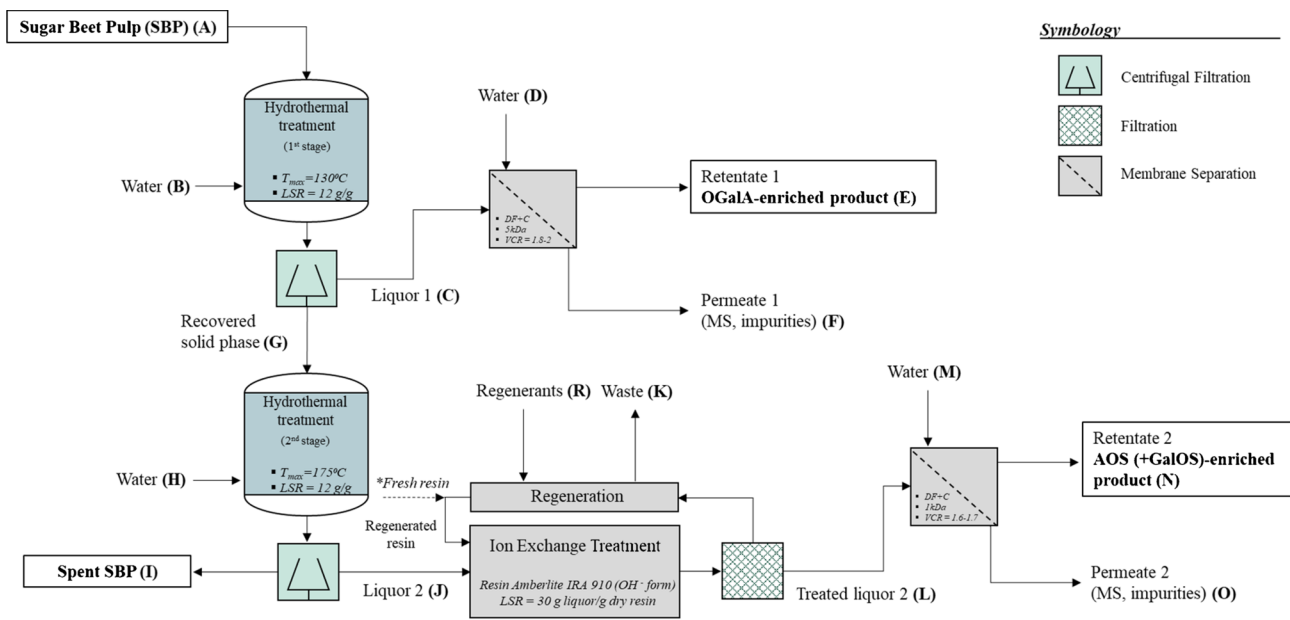 Sugar Beet Pulp (SBP) (A)
Hydrothermal
treatment
(1st stage)
▪ Tmax=130ºC
▪ LSR = 12 g/g
Water (B)
Liquor 1 (C)
Water (D)
▪ DF+C
▪ 5kDa
▪ VCR = 1.8-2
Retentate 1
OGalA-enriched product (E)
Permeate 1
(MS, impurities) (F)
Symbology
Centrifugal Filtration
Filtration
Membrane Separation
Recovered
solid phase (G)
Hydrothermal
treatment
(2nd stage)
▪ Tmax=175ºC
▪ LSR = 12 g/g
Water (H)
Spent SBP (I)
Liquor 2 (J)
Regenerants (R)
Waste (K)
*Fresh resin
Regeneration
Regenerated
resin
Ion Exchange Treatment
Resin Amberlite IRA 910 (OH- form)
LSR = 30 g liquor/g dry resin
Treated liquor 2 (L)
Water (M)
▪ DF+C
▪ 1kDa
▪ VCR = 1.6-1.7
Retentate 2
AOS (+GalOS)-enriched
product (N)
Permeate 2
(MS, impurities) (O)